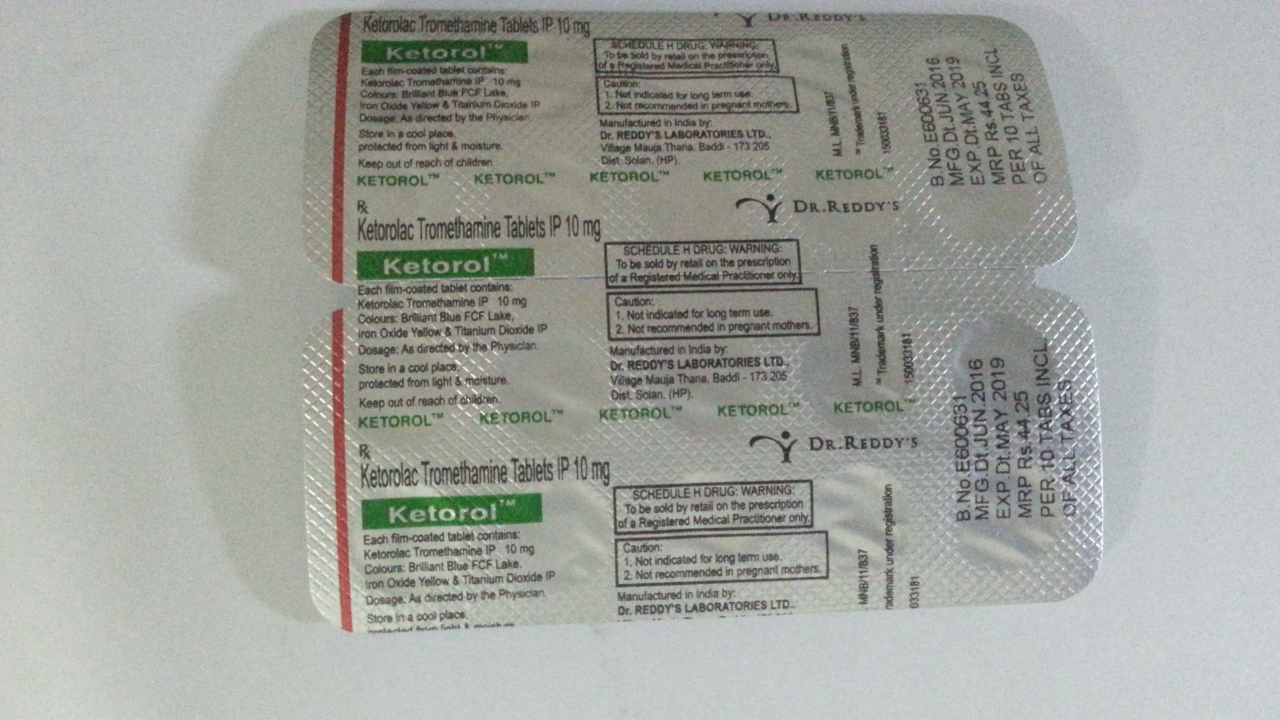 Ketorolac Tromethamine Tablets IP 10 mg
DR.REDDY'S
Ketorol™
Each film-coated tablet contains:
Ketorolac Tromethamine IP 10 mg
Colours: Brilliant Blue FCF Lake,
Iron Oxide Yellow & Titanium Dioxide IP
Dosage: As directed by the Physician.
Store in a cool place,
protected from light & moisture.
Keep out of reach of children.
SCHEDULE H DRUG: WARNING:
To be sold by retail on the prescription
of a Registered Medical Practitioner only.
Caution:
1. Not indicated for long term use.
2. Not recommended in pregnant mothers.
Manufactured in India by:
Dr. REDDY'S LABORATORIES LTD.,
Village Mauja Thana, Baddi - 173 205
Dist. Solan. (HP).
M.L. MNB/11/837
™Trademark under registration
150033181
B.No.E600631
MFG.Dt.JUN.2016
EXP.Dt.MAY 2019
MRP Rs.44.25
PER 10 TABS INCL
OF ALL TAXES
KETOROL™ KETOROL™ KETOROL™ KETOROL™ KETOROL™
Rx
DR.REDDY'S
Ketorolac Tromethamine Tablets IP 10 mg
Ketorol™
Each film-coated tablet contains:
Ketorolac Tromethamine IP 10 mg
Colours: Brilliant Blue FCF Lake,
Iron Oxide Yellow & Titanium Dioxide IP
Dosage: As directed by the Physician.
Store in a cool place,
protected from light & moisture.
Keep out of reach of children.
SCHEDULE H DRUG: WARNING:
To be sold by retail on the prescription
of a Registered Medical Practitioner only.
Caution:
1. Not indicated for long term use.
2. Not recommended in pregnant mothers.
Manufactured in India by:
Dr. REDDY'S LABORATORIES LTD.,
Village Mauja Thana, Baddi - 173 205
Dist. Solan. (HP).
M.L. MNB/11/837
™Trademark under registration
150033181
B.No.E600631
MFG.Dt.JUN.2016
EXP.Dt.MAY 2019
MRP Rs.44.25
PER 10 TABS INCL
OF ALL TAXES
KETOROL™ KETOROL™ KETOROL™ KETOROL™ KETOROL™
Rx
DR.REDDY'S
Ketorolac Tromethamine Tablets IP 10 mg
Ketorol™
Each film-coated tablet contains:
Ketorolac Tromethamine IP 10 mg
Colours: Brilliant Blue FCF Lake,
Iron Oxide Yellow & Titanium Dioxide IP
Dosage: As directed by the Physician.
Store in a cool place,
protected from light & moisture
SCHEDULE H DRUG: WARNING:
To be sold by retail on the prescription
of a Registered Medical Practitioner only.
Caution:
1. Not indicated for long term use.
2. Not recommended in pregnant mothers.
Manufactured in India by:
Dr. REDDY'S LABORATORIES LTD.,
MNB/11/837
rademark under registration
033181